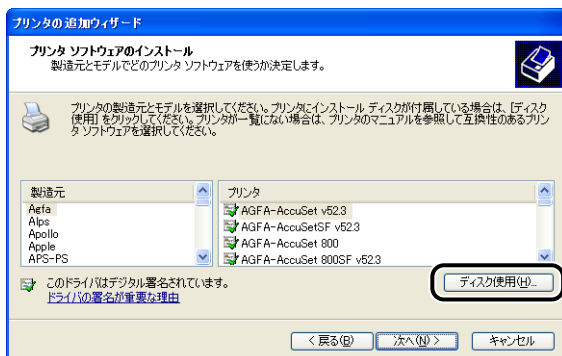 プリンタの追加ウィザード
プリンタ ソフトウェアのインストール
製造元とモデルでどのプリンタ ソフトウェアを使うか決定します。
プリンタの製造元とモデルを選択してください。プリンタにインストール ディスクが付属している場合は、[ディスク
使用] をクリックしてください。プリンタが一覧にない場合は、プリンタのマニュアルを参照して互換性のあるプリン
タ ソフトウェアを選択してください。
製造元
Agfa
Alps
Apollo
Apple
APS-PS
プリンタ
AGFA-AccuSet v52.3
AGFA-AccuSetSF v52.3
AGFA-AccuSet 800
AGFA-AccuSet 800SF v52.3
このドライバはデジタル署名されています。
ドライバの署名が重要な理由
ディスク使用(H)...
< 戻る(B)
次へ(N) >
キャンセル